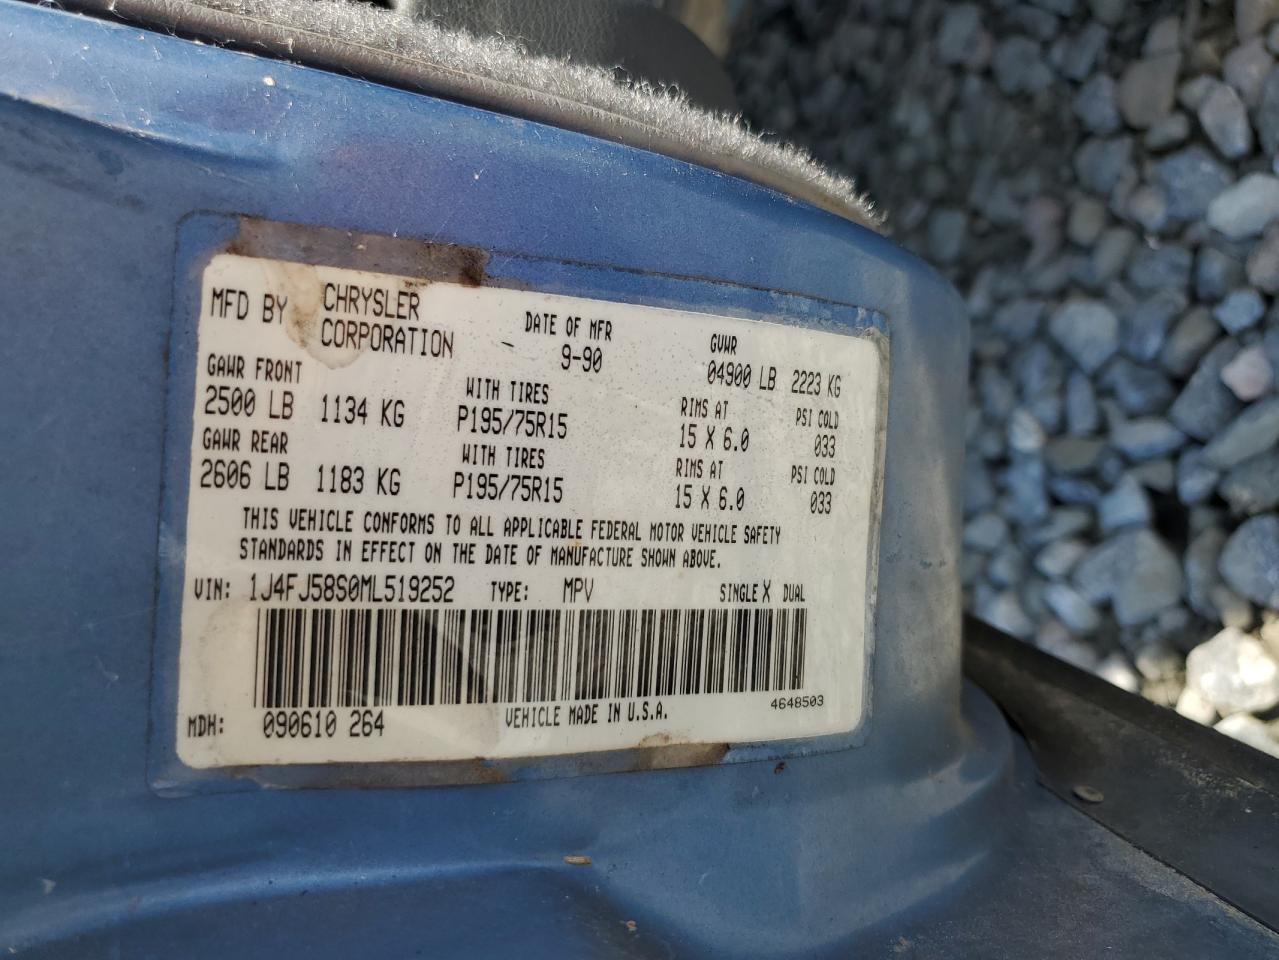 MFD BY CHRYSLER CORPORATION DATE OF MFR 9-90 GVWR 04900 LB 2223 KG
GAWR FRONT WITH TIRES RIMS AT PSI COLD
2500 LB 1134 KG P195/75R15 15 X 6.0 033
GAWR REAR WITH TIRES RIMS AT PSI COLD
2606 LB 1183 KG P195/75R15 15 X 6.0 033
THIS VEHICLE CONFORMS TO ALL APPLICABLE FEDERAL MOTOR VEHICLE SAFETY
STANDARDS IN EFFECT ON THE DATE OF MANUFACTURE SHOWN ABOVE.
VIN: 1J4FJ58S0ML519252 TYPE: MPV SINGLE X DUAL
MDH: 090610 264 VEHICLE MADE IN U.S.A. 4648503